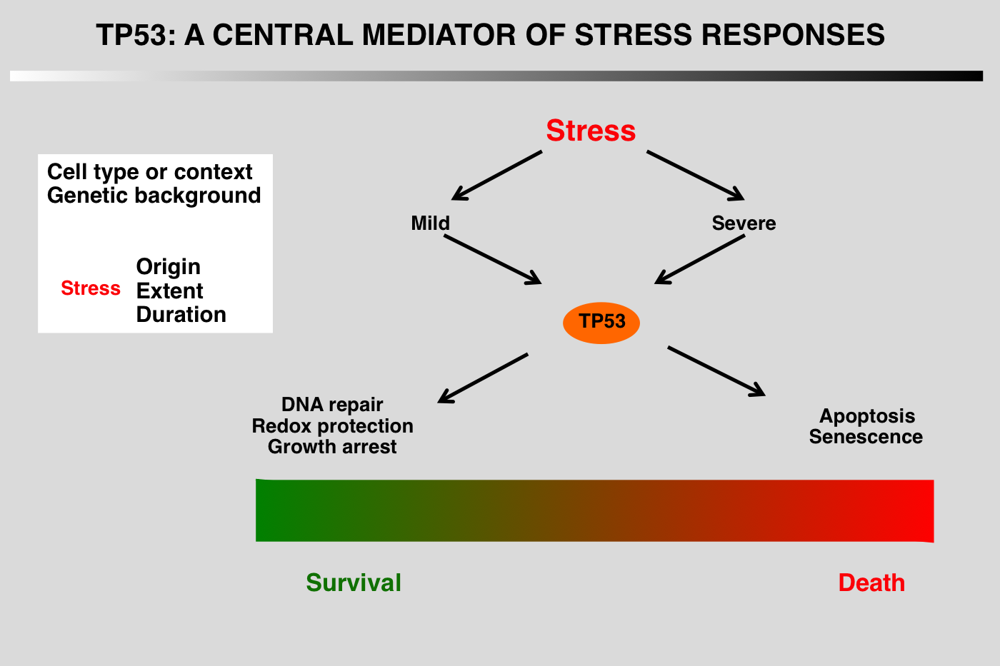 TP53: A CENTRAL MEDIATOR OF STRESS RESPONSES
Stress
Cell type or context
Genetic background
Stress
Origin
Extent
Duration
Mild
Severe
TP53
DNA repair
Redox protection
Growth arrest
Apoptosis
Senescence
Survival
Death